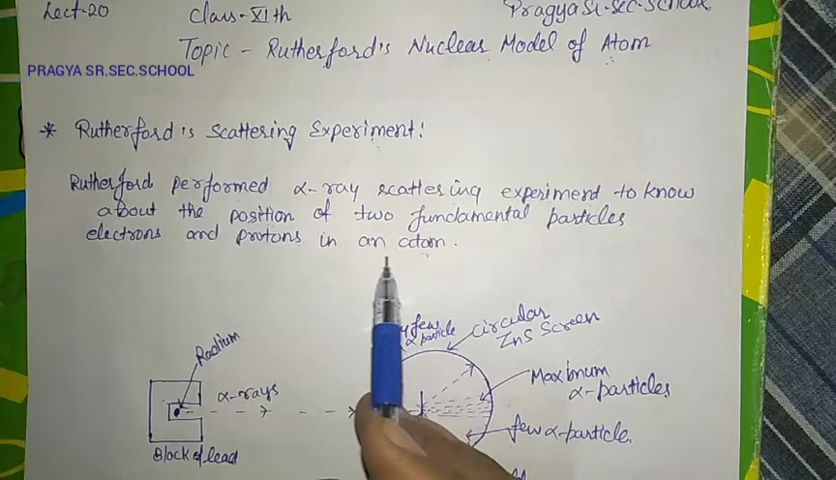 Lect-20
Class-XIth
Pragya Sr.Sec.School
Topic - Rutherford's Nuclear Model of Atom
PRAGYA SR.SEC.SCHOOL
* Rutherford's Scattering Experiment:
Rutherford performed α-ray scattering experiment to know
about the position of two fundamental particles
electrons and protons in an atom.
few
α particle
circular
ZnS Screen
Radium
α-rays
Maximum
α-particles
few α-particle.
Block of lead